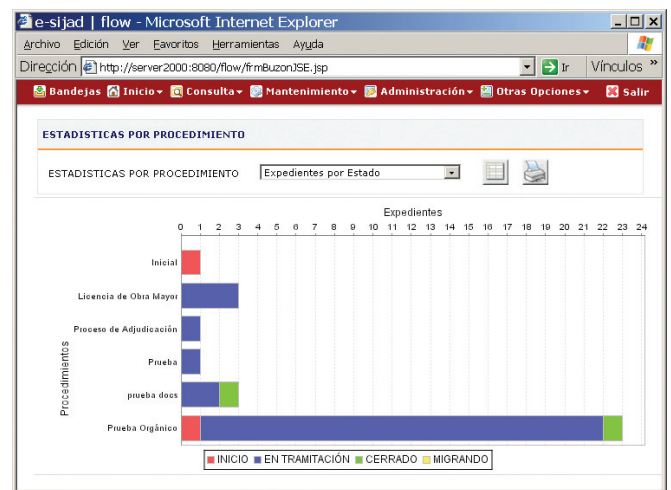 e-sijad | flow - Microsoft Internet Explorer
Archivo Edición Ver Favoritos Herramientas Ayuda
Dirección http://server2000:8080/flow/frmBuzonJSE.jsp Ir Vínculos »
Bandejas Inicio Consulta Mantenimiento Administración Otras Opciones Salir
ESTADISTICAS POR PROCEDIMIENTO
ESTADISTICAS POR PROCEDIMIENTO Expedientes por Estado
Expedientes
0 1 2 3 4 5 6 7 8 9 10 11 12 13 14 15 16 17 18 19 20 21 22 23 24
Procedimientos
Inicial
Licencia de Obra Mayor
Proceso de Adjudicación
Prueba
prueba docs
Prueba Orgánico
INICIO EN TRAMITACIÓN CERRADO MIGRANDO